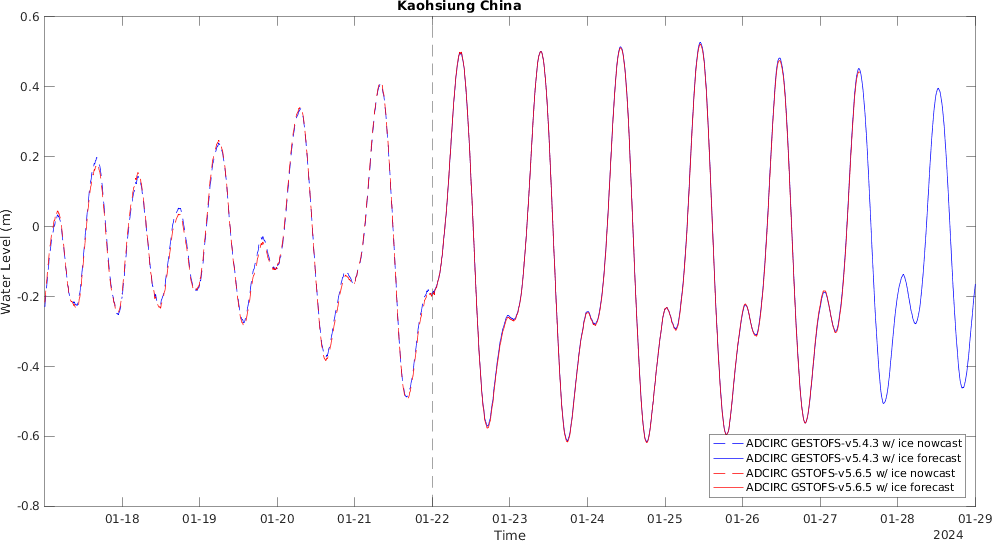 Kaohsiung China
0.6
0.4
0.2
0
-0.2
-0.4
-0.6
-0.8
Water Level (m)
ADCIRC GESTOFS-v5.4.3 w/ ice nowcast
ADCIRC GESTOFS-v5.4.3 w/ ice forecast
ADCIRC GSTOFS-v5.6.5 w/ ice nowcast
ADCIRC GSTOFS-v5.6.5 w/ ice forecast
01-18 01-19 01-20 01-21 01-22 01-23 01-24 01-25 01-26 01-27 01-28 01-29
Time
2024